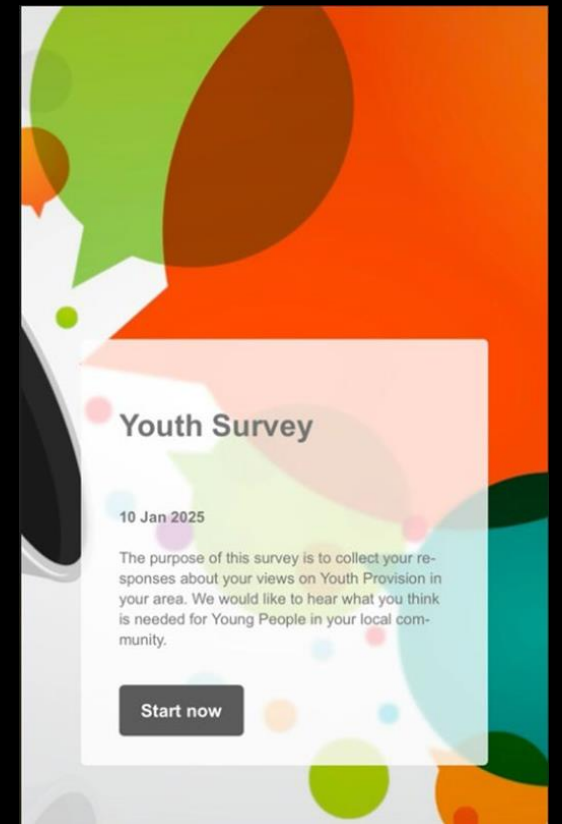 Youth Survey
10 Jan 2025
The purpose of this survey is to collect your re-
sponses about your views on Youth Provision in
your area. We would like to hear what you think
is needed for Young People in your local com-
munity.
Start now